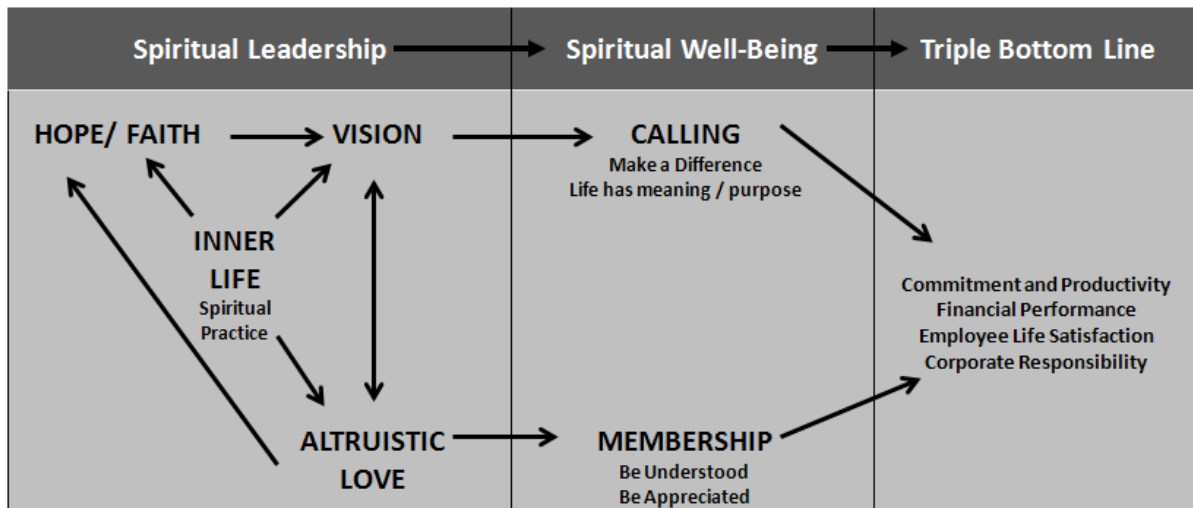 Spiritual Leadership
Spiritual Well-Being
Triple Bottom Line
HOPE/ FAITH
VISION
INNER
LIFE
Spiritual
Practice
ALTRUISTIC
LOVE
CALLING
Make a Difference
Life has meaning / purpose
MEMBERSHIP
Be Understood
Be Appreciated
Commitment and Productivity
Financial Performance
Employee Life Satisfaction
Corporate Responsibility